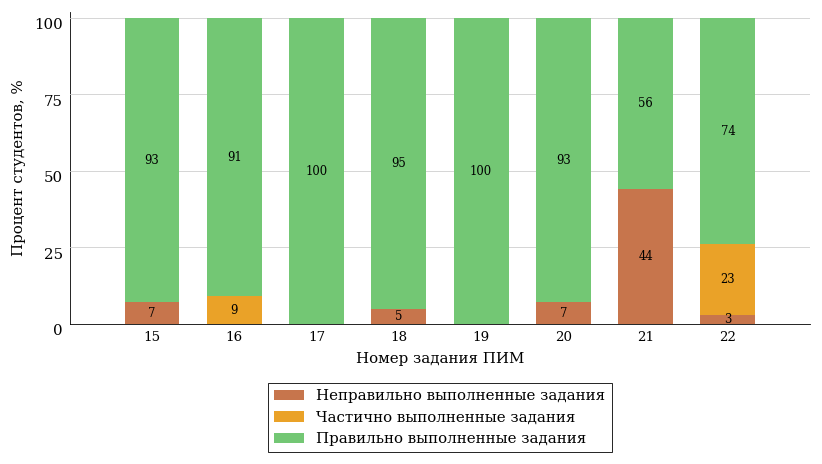 100
75
50
25
0
Процент студентов, %
93 91 100 95 100 93 56 74
7 9 5 7 44 23
3
15 16 17 18 19 20 21 22
Номер задания ПИМ
Неправильно выполненные задания
Частично выполненные задания
Правильно выполненные задания